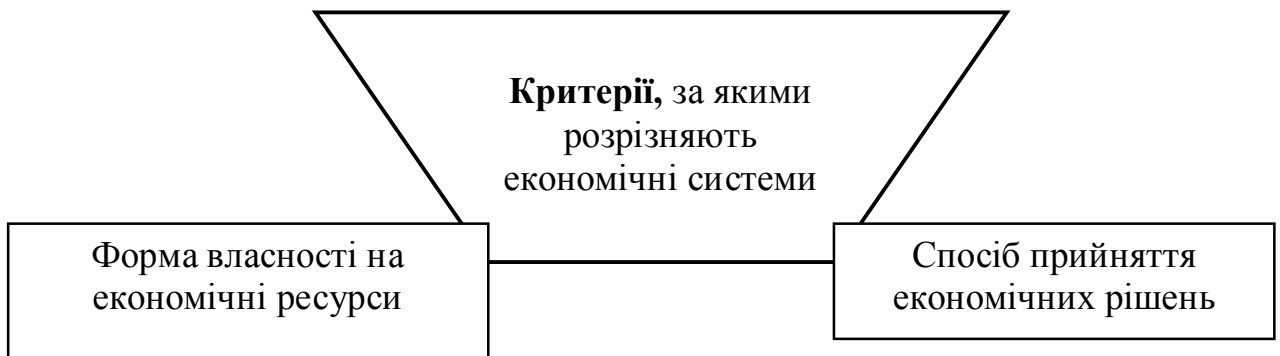 Критерії, за якими
розрізняють
економічні системи
Форма власності на
економічні ресурси
Спосіб прийняття
економічних рішень